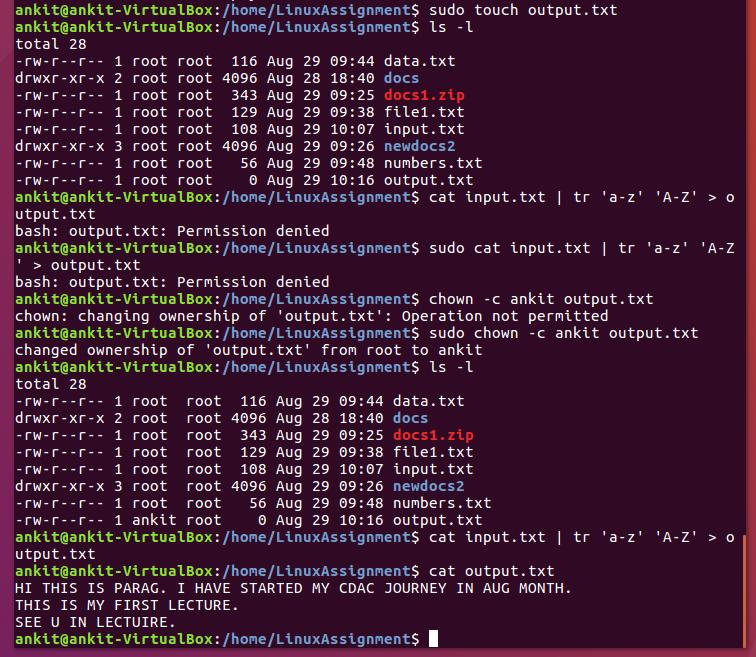 ankit@ankit-VirtualBox:/home/LinuxAssignment$ sudo touch output.txt
ankit@ankit-VirtualBox:/home/LinuxAssignment$ ls -l
total 28
-rw-r--r-- 1 root root  116 Aug 29 09:44 data.txt
drwxr-xr-x 2 root root 4096 Aug 28 18:40 docs
-rw-r--r-- 1 root root  343 Aug 29 09:25 docs1.zip
-rw-r--r-- 1 root root  129 Aug 29 09:38 file1.txt
-rw-r--r-- 1 root root  108 Aug 29 10:07 input.txt
drwxr-xr-x 3 root root 4096 Aug 29 09:26 newdocs2
-rw-r--r-- 1 root root   56 Aug 29 09:48 numbers.txt
-rw-r--r-- 1 root root    0 Aug 29 10:16 output.txt
ankit@ankit-VirtualBox:/home/LinuxAssignment$ cat input.txt | tr 'a-z' 'A-Z' > o
utput.txt
bash: output.txt: Permission denied
ankit@ankit-VirtualBox:/home/LinuxAssignment$ sudo cat input.txt | tr 'a-z' 'A-Z
' > output.txt
bash: output.txt: Permission denied
ankit@ankit-VirtualBox:/home/LinuxAssignment$ chown -c ankit output.txt
chown: changing ownership of 'output.txt': Operation not permitted
ankit@ankit-VirtualBox:/home/LinuxAssignment$ sudo chown -c ankit output.txt
changed ownership of 'output.txt' from root to ankit
ankit@ankit-VirtualBox:/home/LinuxAssignment$ ls -l
total 28
-rw-r--r-- 1 root  root  116 Aug 29 09:44 data.txt
drwxr-xr-x 2 root  root 4096 Aug 28 18:40 docs
-rw-r--r-- 1 root  root  343 Aug 29 09:25 docs1.zip
-rw-r--r-- 1 root  root  129 Aug 29 09:38 file1.txt
-rw-r--r-- 1 root  root  108 Aug 29 10:07 input.txt
drwxr-xr-x 3 root  root 4096 Aug 29 09:26 newdocs2
-rw-r--r-- 1 root  root   56 Aug 29 09:48 numbers.txt
-rw-r--r-- 1 ankit root    0 Aug 29 10:16 output.txt
ankit@ankit-VirtualBox:/home/LinuxAssignment$ cat input.txt | tr 'a-z' 'A-Z' > o
utput.txt
ankit@ankit-VirtualBox:/home/LinuxAssignment$ cat output.txt
HI THIS IS PARAG. I HAVE STARTED MY CDAC JOURNEY IN AUG MONTH.
THIS IS MY FIRST LECTURE.
SEE U IN LECTUIRE.
ankit@ankit-VirtualBox:/home/LinuxAssignment$